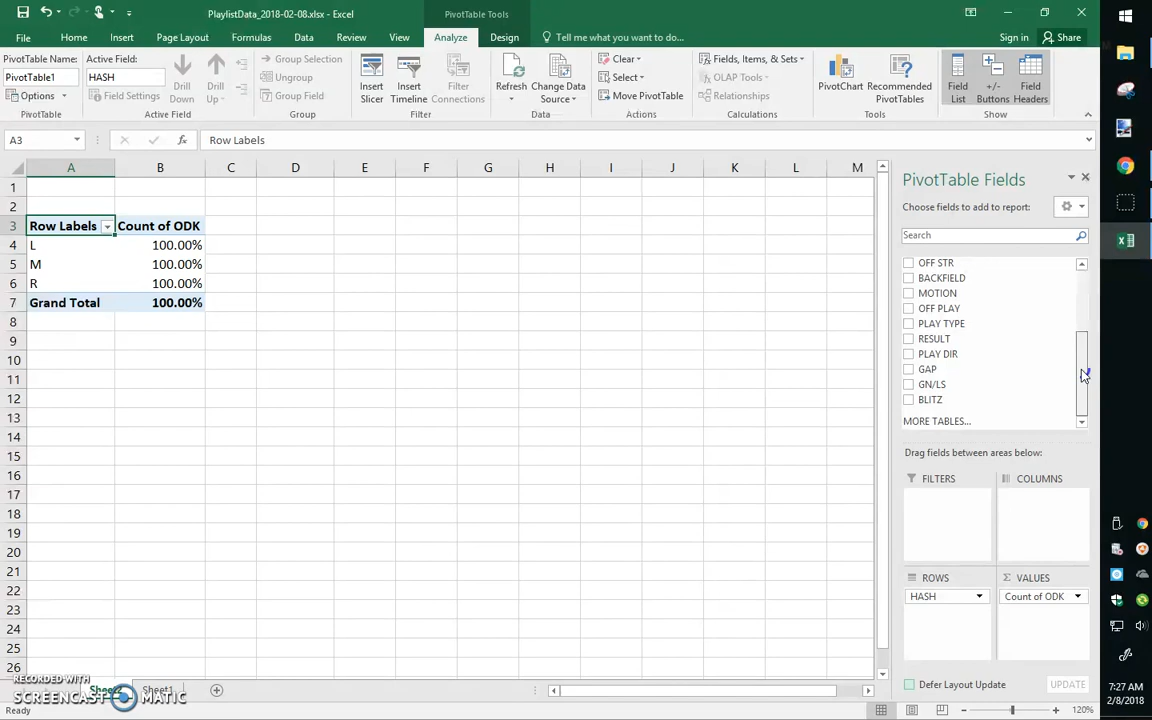 PlaylistData_2018-02-08.xlsx - Excel
PivotTable Tools
File Home Insert Page Layout Formulas Data Review View Analyze Design Tell me what you want to do... Sign in Share
PivotTable Name:
PivotTable1
Options
PivotTable
Active Field:
HASH
Field Settings
Drill Down
Drill Up
Active Field
Group Selection
Ungroup
Group Field
Group
Insert Slicer
Insert Timeline
Filter Connections
Filter
Refresh
Change Data Source
Data
Clear
Select
Move PivotTable
Actions
Fields, Items, & Sets
OLAP Tools
Relationships
Calculations
PivotChart
Recommended PivotTables
Tools
Field List
+/- Buttons
Field Headers
Show
A3
fx
Row Labels
A B C D E F G H I J K L M
1
2
3 Row Labels Count of ODK
4 L 100.00%
5 M 100.00%
6 R 100.00%
7 Grand Total 100.00%
8
9
10
11
12
13
14
15
16
17
18
19
20
21
22
23
24
25
26
PivotTable Fields
Choose fields to add to report:
Search
OFF STR
BACKFIELD
MOTION
OFF PLAY
PLAY TYPE
RESULT
PLAY DIR
GAP
GN/LS
BLITZ
MORE TABLES...
Drag fields between areas below:
FILTERS
COLUMNS
ROWS
Σ VALUES
HASH
Count of ODK
Defer Layout Update
UPDATE
RECORDED WITH
SCREENCAST MATIC
Sheet2 Sheet1
Ready
120%
7:27 AM
2/8/2018